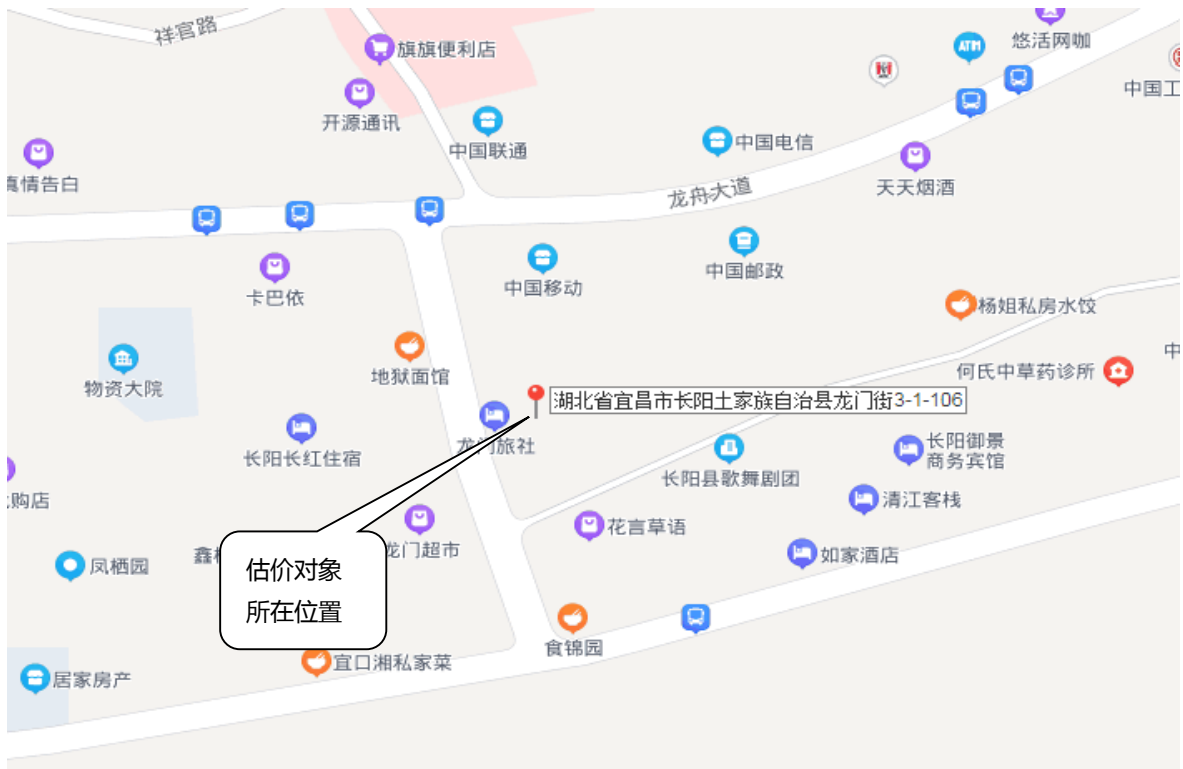 祥官路
旗旗便利店
悠活网咖
ATM
中国工
开源通讯
中国联通
中国电信
真情告白
天天烟酒
龙舟大道
中国邮政
卡巴依
中国移动
杨姐私房水饺
地狱面馆
物资大院
何氏中草药诊所
中
湖北省宜昌市长阳土家族自治县龙门街3-1-106
龙门旅社
长阳长红住宿
长阳御景
商务宾馆
长阳县歌舞剧团
购店
清江客栈
花言草语
龙门超市
鑫
如家酒店
凤栖园
估价对象
所在位置
食锦园
宜口湘私家菜
居家房产